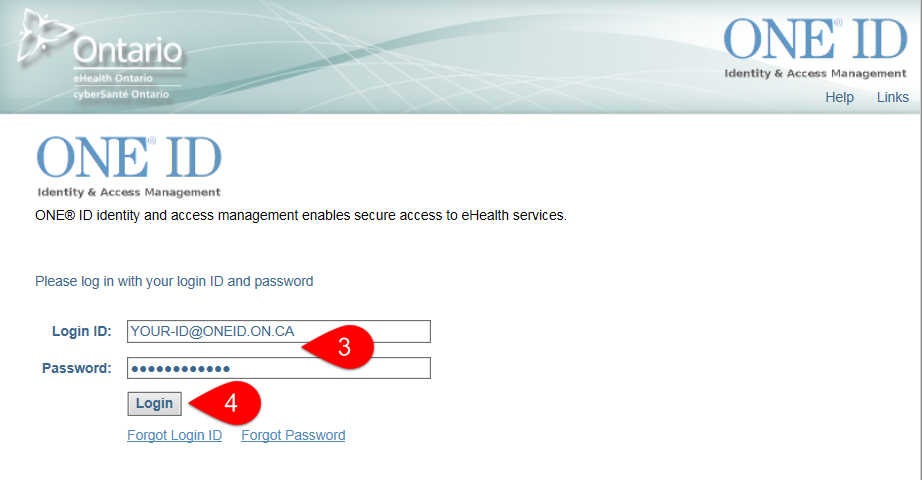 Ontario
eHealth Ontario
cyberSanté Ontario
ONE® ID
Identity & Access Management
Help Links
ONE® ID
Identity & Access Management
ONE® ID identity and access management enables secure access to eHealth services.
Please log in with your login ID and password
Login ID: YOUR-ID@ONEID.ON.CA
3
Password: ●●●●●●●●●●●●
Login 4
Forgot Login ID Forgot Password